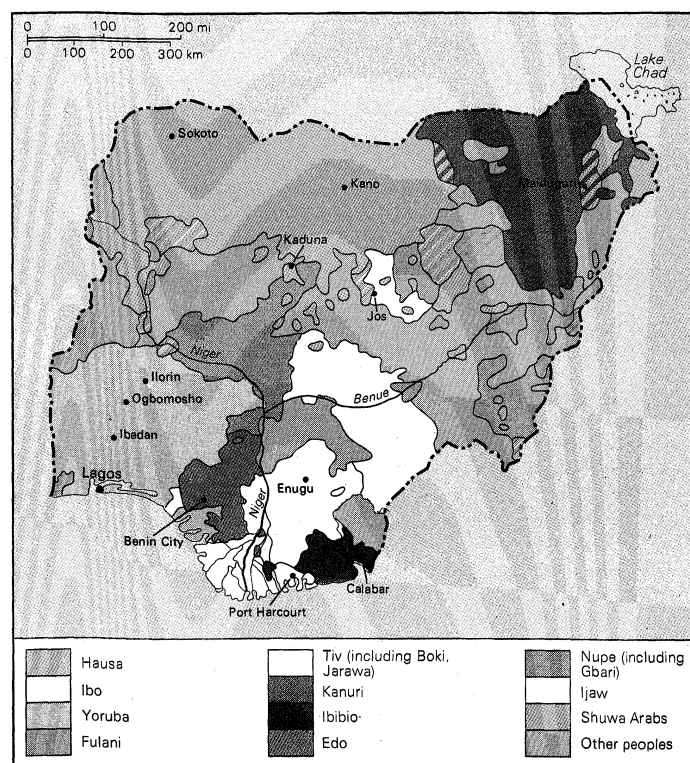 0 100 200 mi
0 100 200 300 km
Lake
Chad
Sokoto
Kano
Maiduguri
Kaduna
Jos
Niger
Ilorin
Benue
Ogbomosho
Ibadan
Lagos
Enugu
Niger
Benin City
Calabar
Port Harcourt
Hausa
Ibo
Yoruba
Fulani
Tiv (including Boki,
Jarawa)
Kanuri
Ibibio
Edo
Nupe (including
Gbari)
Ijaw
Shuwa Arabs
Other peoples